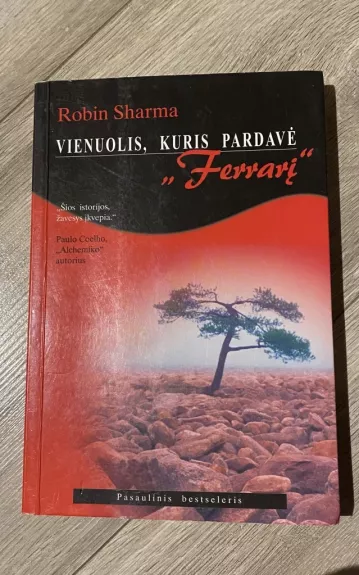 Robin Sharma
VIENUOLIS, KURIS PARDAVĖ
„Ferrarį“
„Šios istorijos,
žavesys įkvepia.“
Paulo Coelho,
„Alchemiko“
autorius
Pasaulinis bestseleris